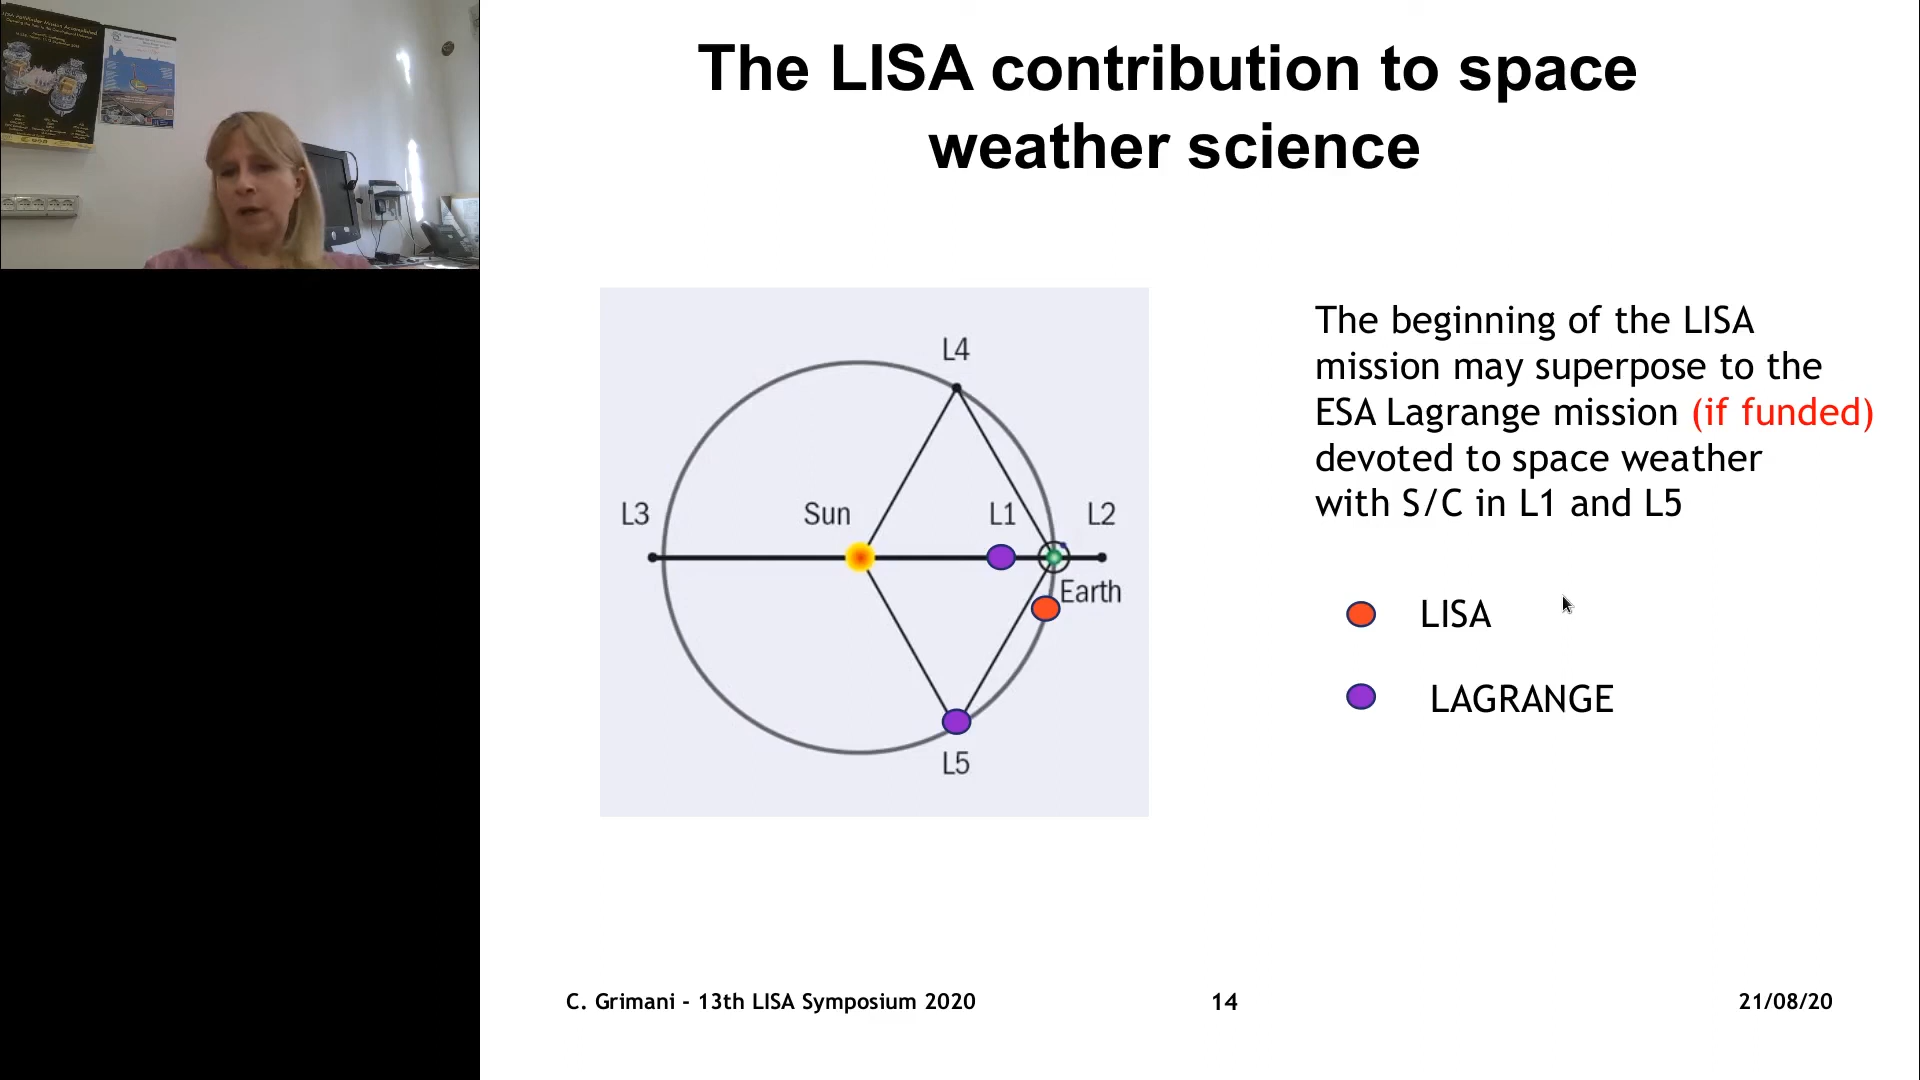 The LISA contribution to space
weather science
The beginning of the LISA
mission may superpose to the
ESA Lagrange mission (if funded)
devoted to space weather
with S/C in L1 and L5
L4
L3
Sun
L1
L2
Earth
L5
LISA
LAGRANGE
C. Grimani - 13th LISA Symposium 2020
14
21/08/20